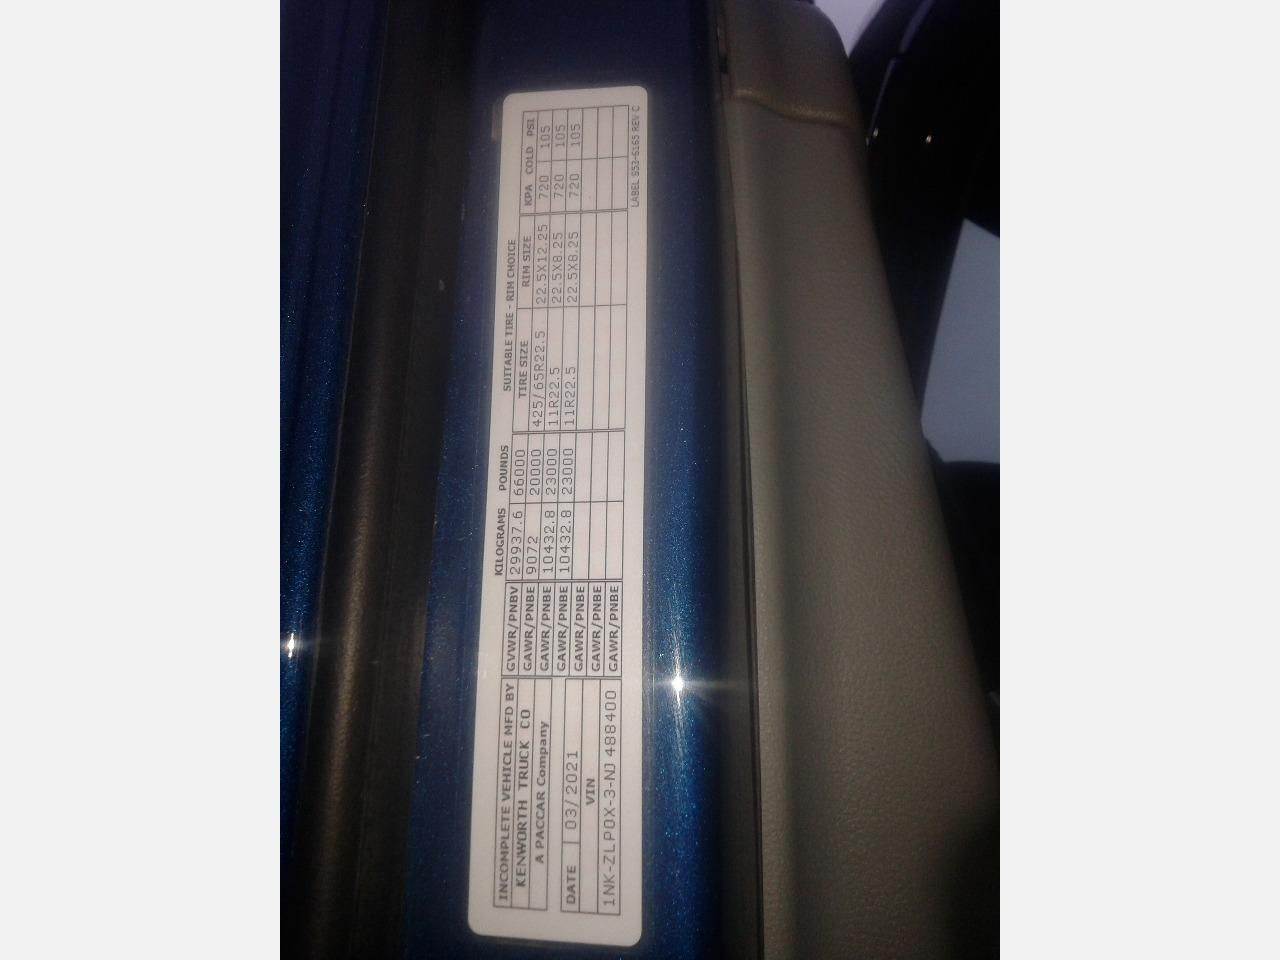 INCOMPLETE VEHICLE MFD BY
KENWORTH TRUCK CO
A PACCAR Company
DATE 03/2021
VIN
1NK-ZLP0X-3-NJ488400
KILOGRAMS POUNDS
GVWR/PNBV 29937.6 66000
SUITABLE TIRE - RIM CHOICE
TIRE SIZE RIM SIZE KPA COLD PSI
GAWR/PNBE 9072 20000 425/65R22.5 22.5X12.25 720 105
GAWR/PNBE 10432.8 23000 11R22.5 22.5X8.25 720 105
GAWR/PNBE 10432.8 23000 11R22.5 22.5X8.25 720 105
GAWR/PNBE
GAWR/PNBE
GAWR/PNBE
LABEL S53-6165 REV C